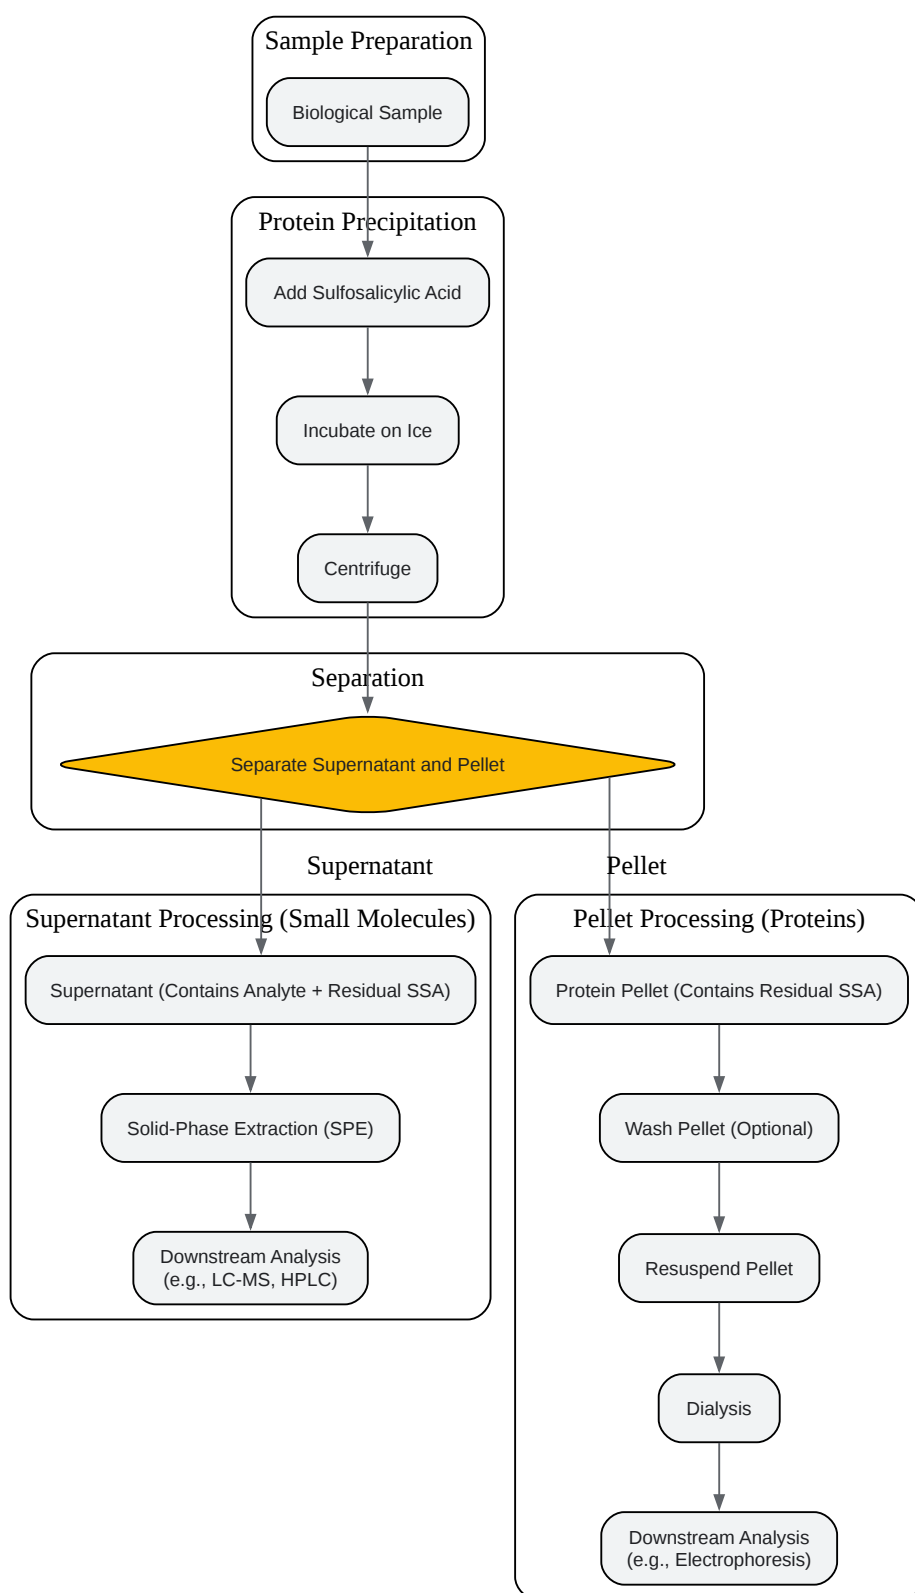 Sample Preparation
Biological Sample
Protein Precipitation
Add Sulfosalicylic Acid
Incubate on Ice
Centrifuge
Separation
Separate Supernatant and Pellet
Supernatant
Pellet
Supernatant Processing (Small Molecules)
Supernatant (Contains Analyte + Residual SSA)
Solid-Phase Extraction (SPE)
Downstream Analysis
(e.g., LC-MS, HPLC)
Pellet Processing (Proteins)
Protein Pellet (Contains Residual SSA)
Wash Pellet (Optional)
Resuspend Pellet
Dialysis
Downstream Analysis
(e.g., Electrophoresis)